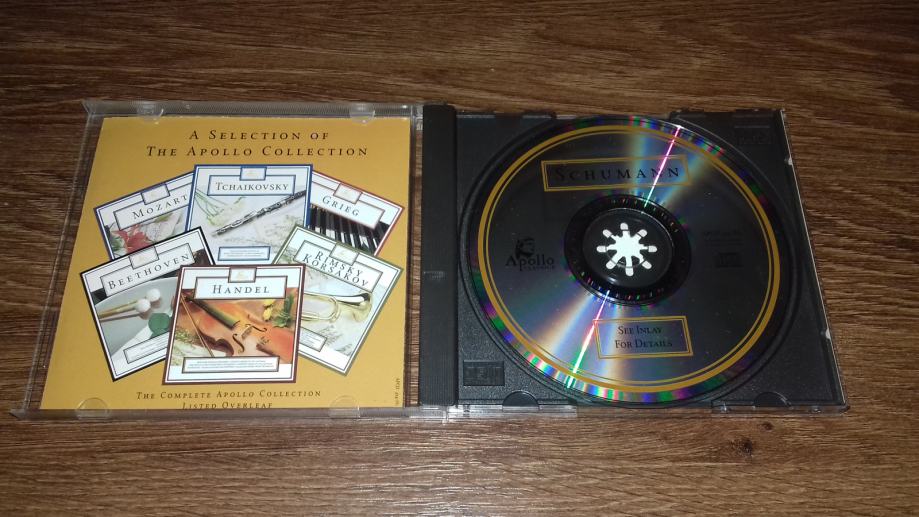 A SELECTION OF
THE APOLLO COLLECTION
MOZART
TCHAIKOVSKY
GRIEG
BEETHOVEN
RIMSKY
KORSAKOV
HANDEL
THE COMPLETE APOLLO COLLECTION
LISTED OVERLEAF
SCHUMANN
Apollo
CLASSICS
SEE INLAY
FOR DETAILS